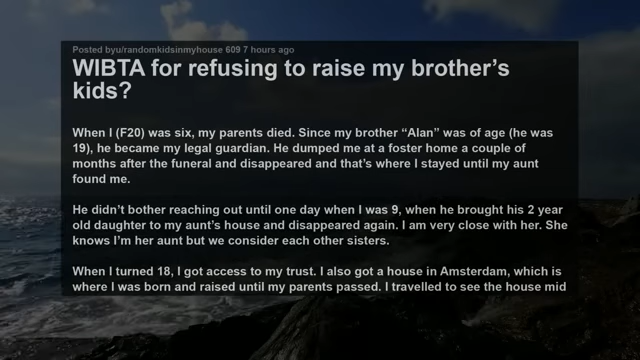 Posted byu/randomkidsinmyhouse 609 7 hours ago
WIBTA for refusing to raise my brother's
kids?
When I (F20) was six, my parents died. Since my brother “Alan” was of age (he was
19), he became my legal guardian. He dumped me at a foster home a couple of
months after the funeral and disappeared and that’s where I stayed until my aunt
found me.
He didn’t bother reaching out until one day when I was 9, when he brought his 2 year
old daughter to my aunt’s house and disappeared again. I am very close with her. She
knows I’m her aunt but we consider each other sisters.
When I turned 18, I got access to my trust. I also got a house in Amsterdam, which is
where I was born and raised until my parents passed. I travelled to see the house mid